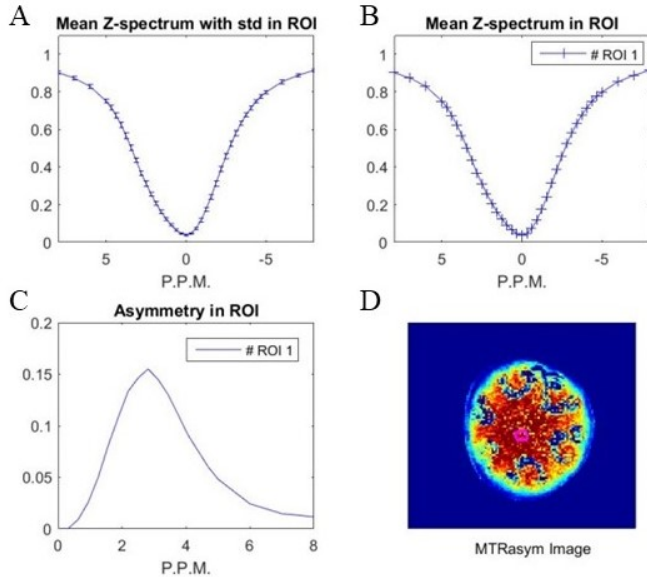 A
Mean Z-spectrum with std in ROI
1
0.8
0.6
0.4
0.2
0
5
0
-5
P.P.M.
B
Mean Z-spectrum in ROI
# ROI 1
1
0.8
0.6
0.4
0.2
0
5
0
-5
P.P.M.
C
Asymmetry in ROI
# ROI 1
0.2
0.15
0.1
0.05
0
0
2
4
6
8
P.P.M.
D
MTRasym Image